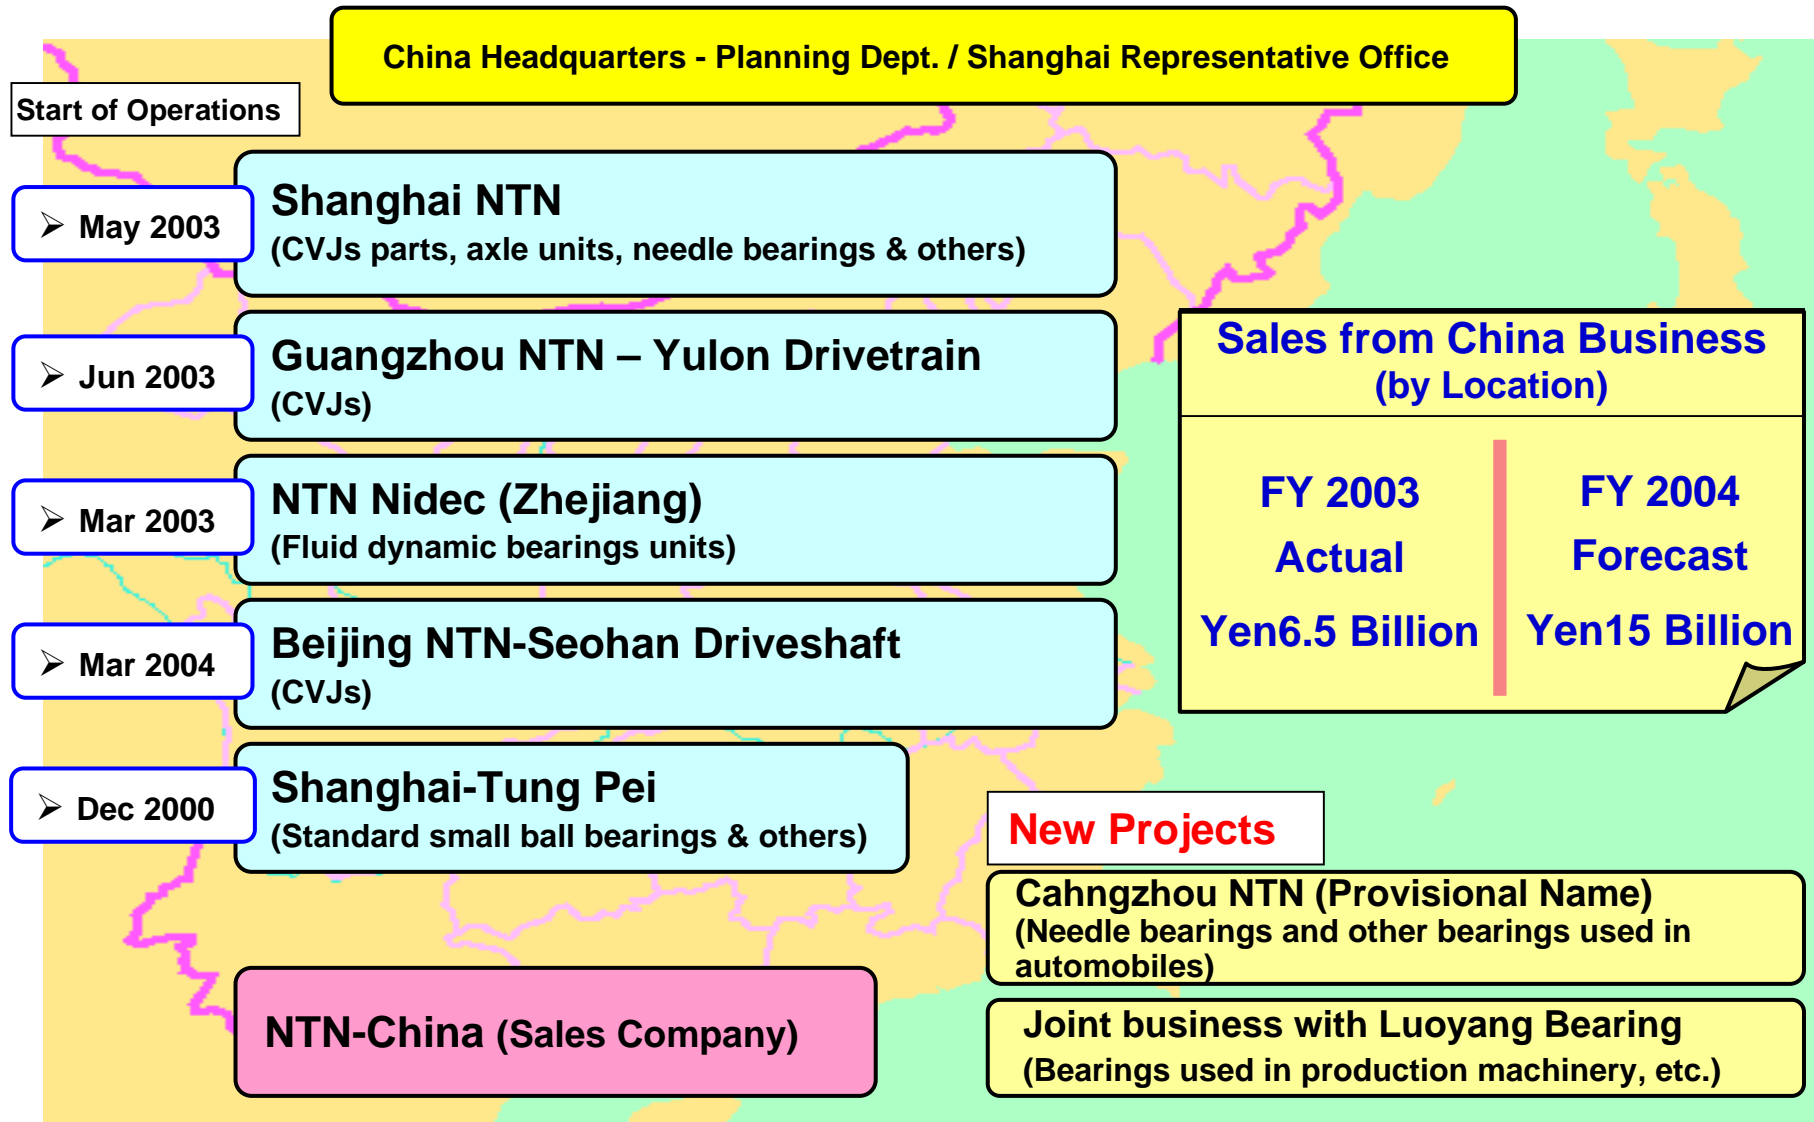 China Headquarters - Planning Dept. / Shanghai Representative Office
Start of Operations
➢ May 2003
Shanghai NTN
(CVJs parts, axle units, needle bearings & others)
➢ Jun 2003
Guangzhou NTN – Yulon Drivetrain
(CVJs)
➢ Mar 2003
NTN Nidec (Zhejiang)
(Fluid dynamic bearings units)
➢ Mar 2004
Beijing NTN-Seohan Driveshaft
(CVJs)
➢ Dec 2000
Shanghai-Tung Pei
(Standard small ball bearings & others)
NTN-China (Sales Company)
Sales from China Business
(by Location)
FY 2003
Actual
Yen6.5 Billion
FY 2004
Forecast
Yen15 Billion
New Projects
Cahngzhou NTN (Provisional Name)
(Needle bearings and other bearings used in
automobiles)
Joint business with Luoyang Bearing
(Bearings used in production machinery, etc.)